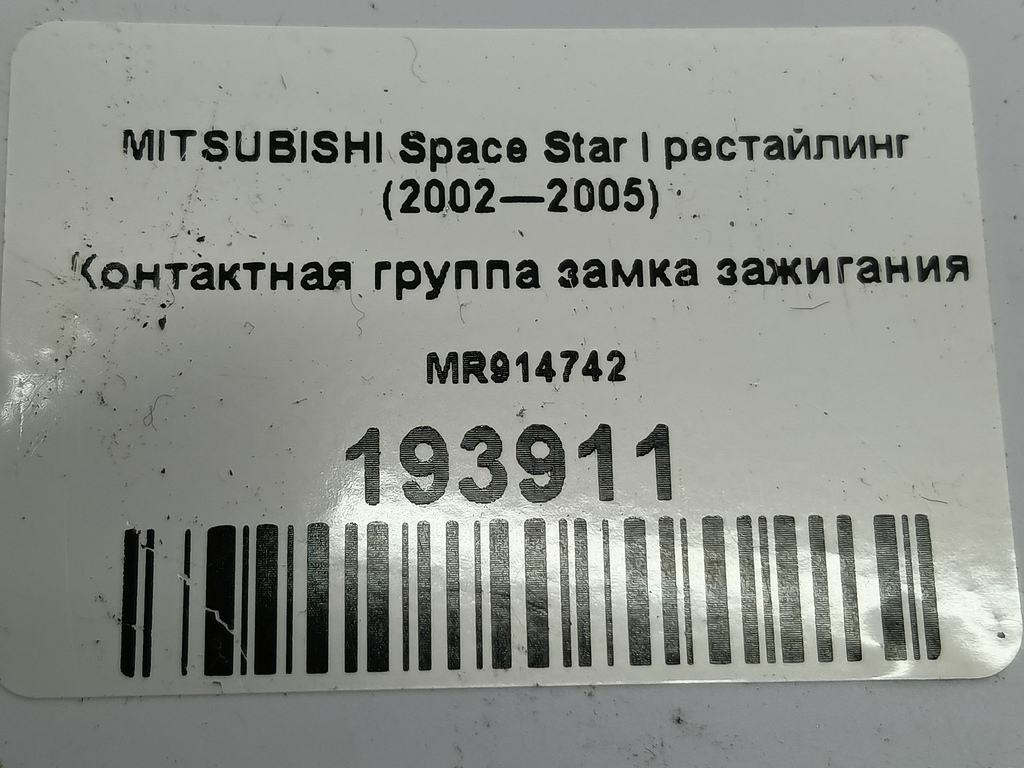 MITSUBISHI Space Star I рестайлинг
(2002—2005)
Контактная группа замка зажигания
MR914742
193911